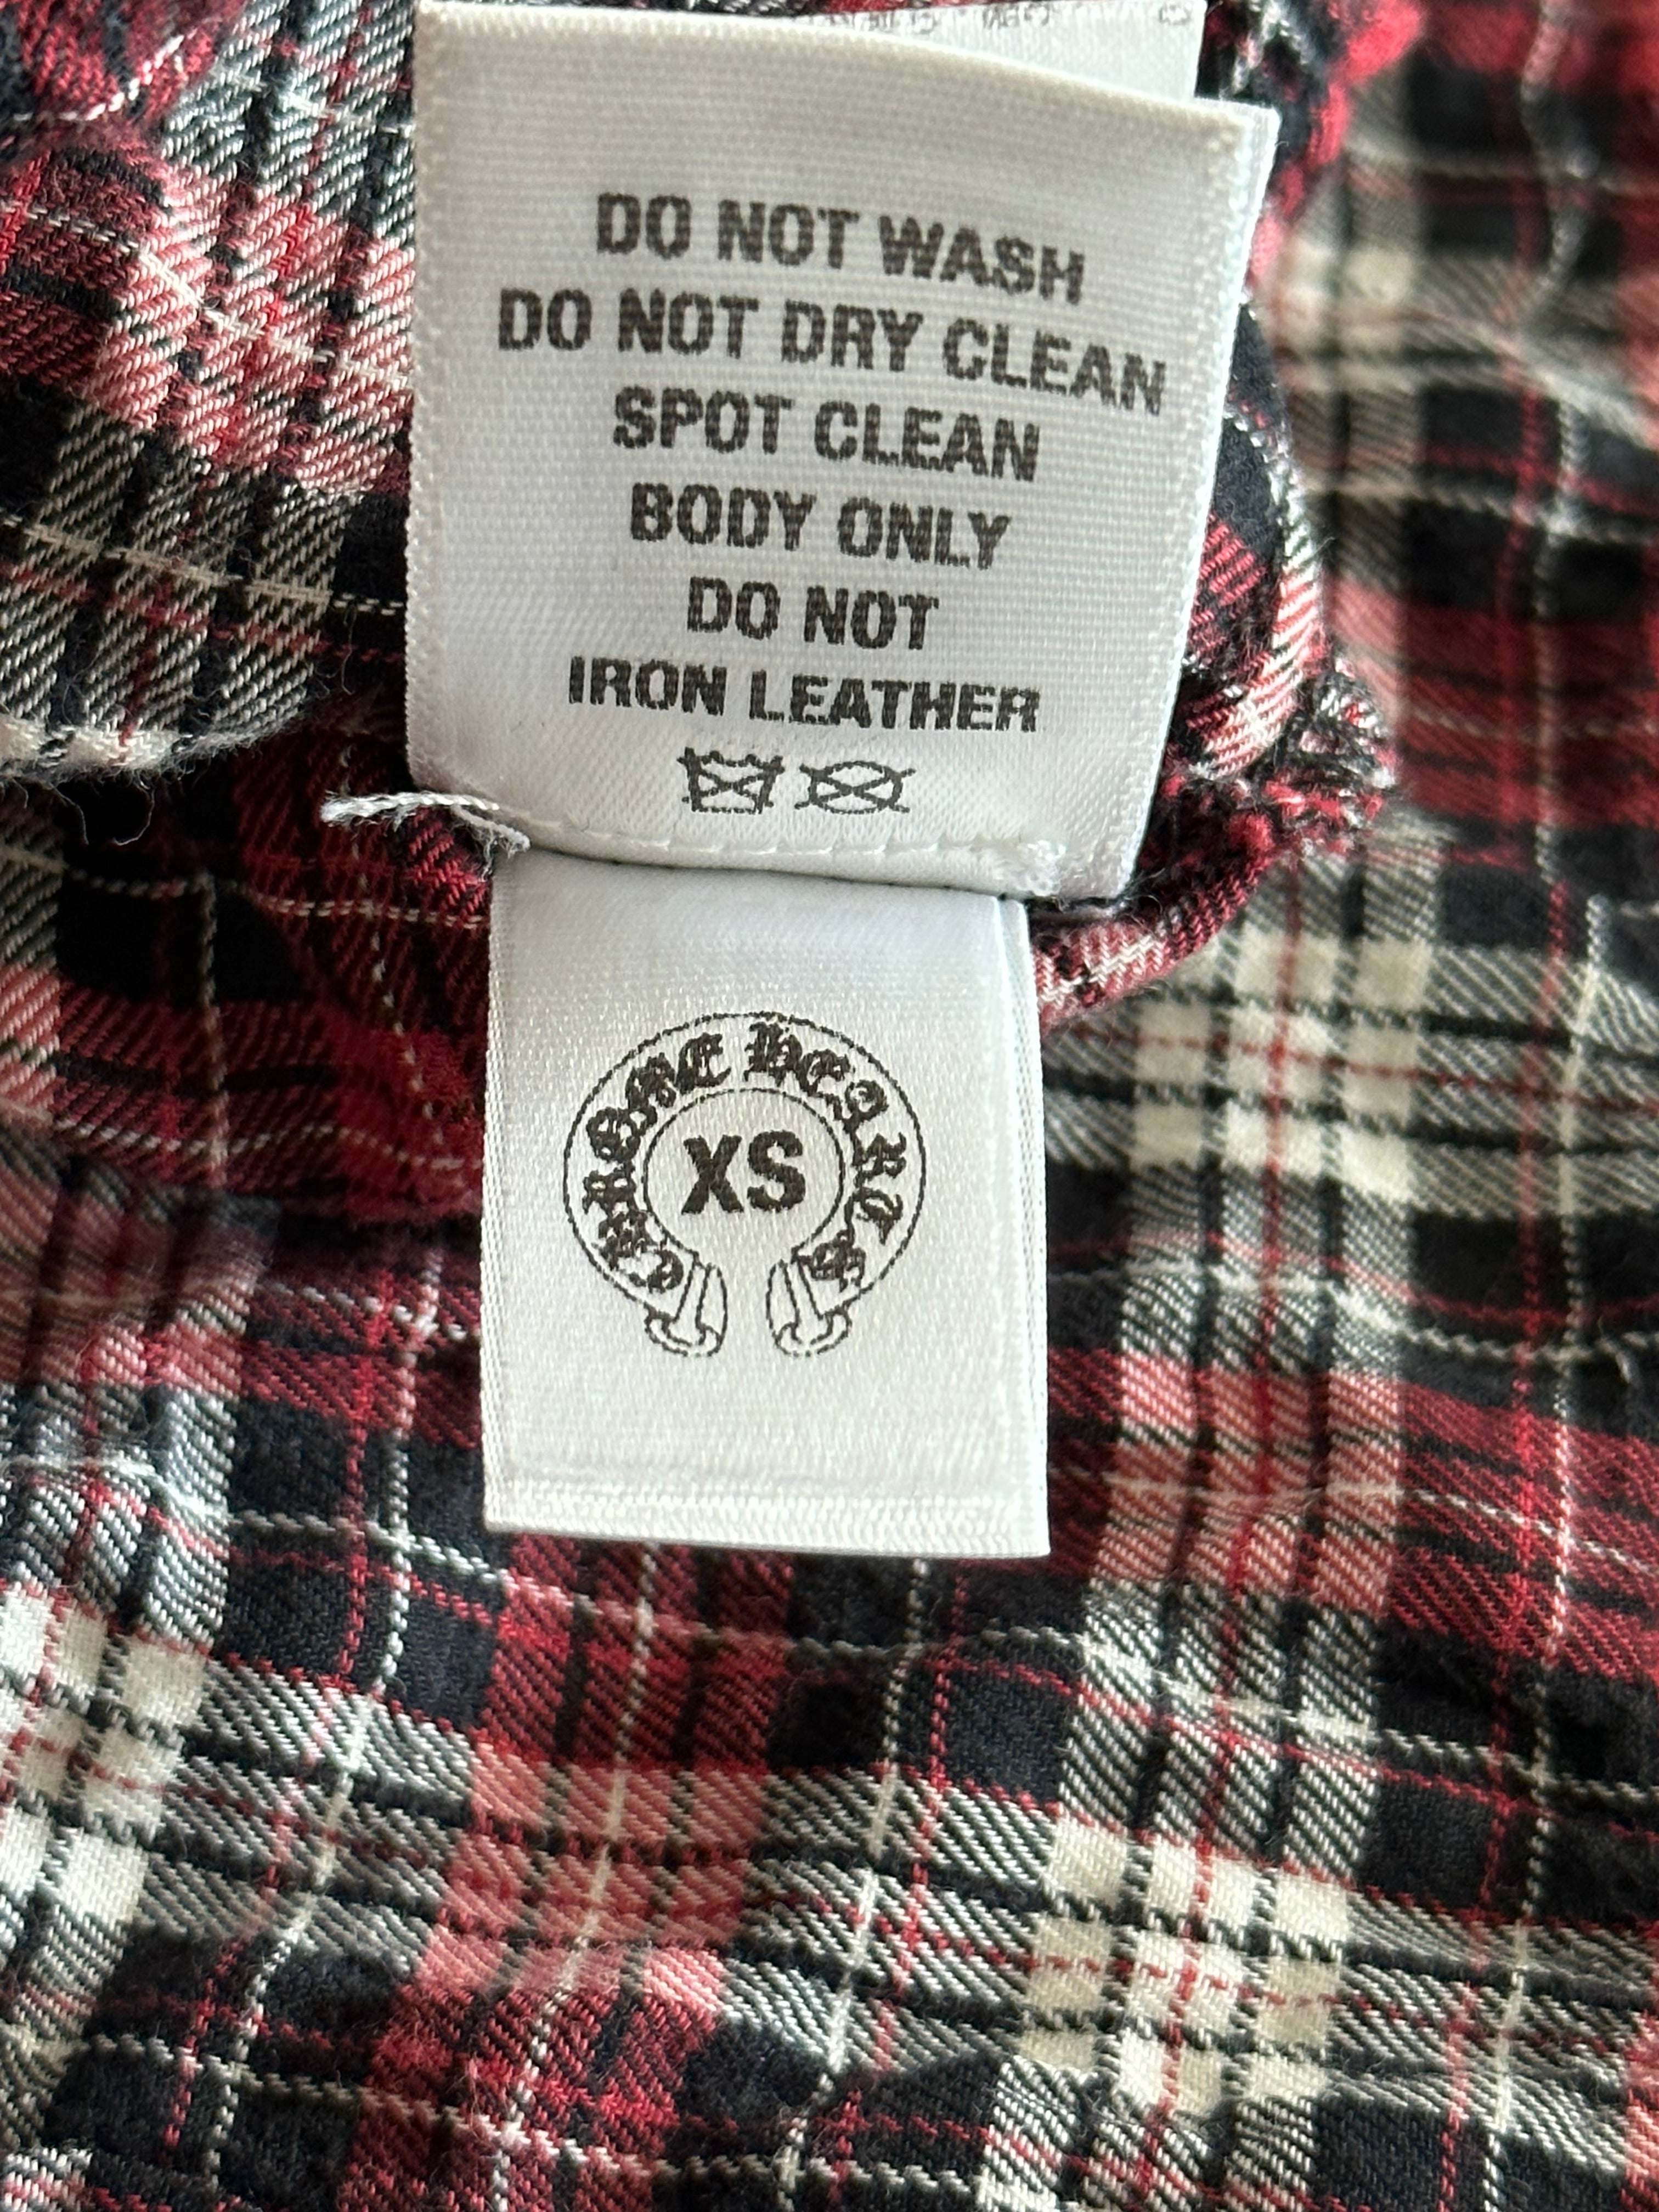 DO NOT WASH
DO NOT DRY CLEAN
SPOT CLEAN
BODY ONLY
DO NOT
IRON LEATHER
CHROME HEARTS
XS